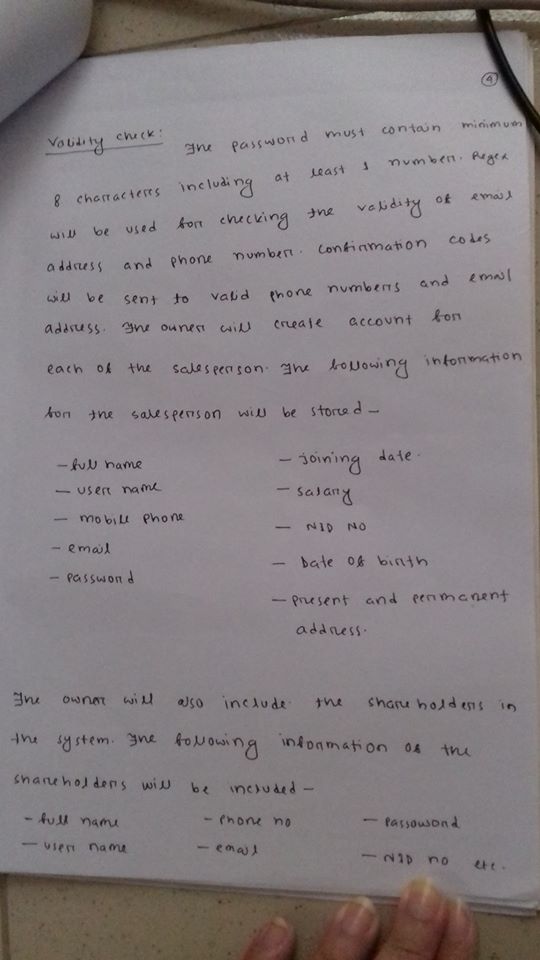 4
Validity check: The password must contain minimum
8 characters including at least 1 number. Regex
will be used for checking the validity of email
address and phone number. Confirmation codes
will be sent to valid phone numbers and email
address. The owner will create account for
each of the salesperson. The following information
for the salesperson will be stored –
– full name
– user name
– mobile phone
– email
– password
– joining date.
– salary
– NID NO
– Date of birth
– present and permanent
address.
The owner will also include the shareholders in
the system. The following information of the
shareholders will be included –
– full name – phone no – password
– user name – email – NID no etc.